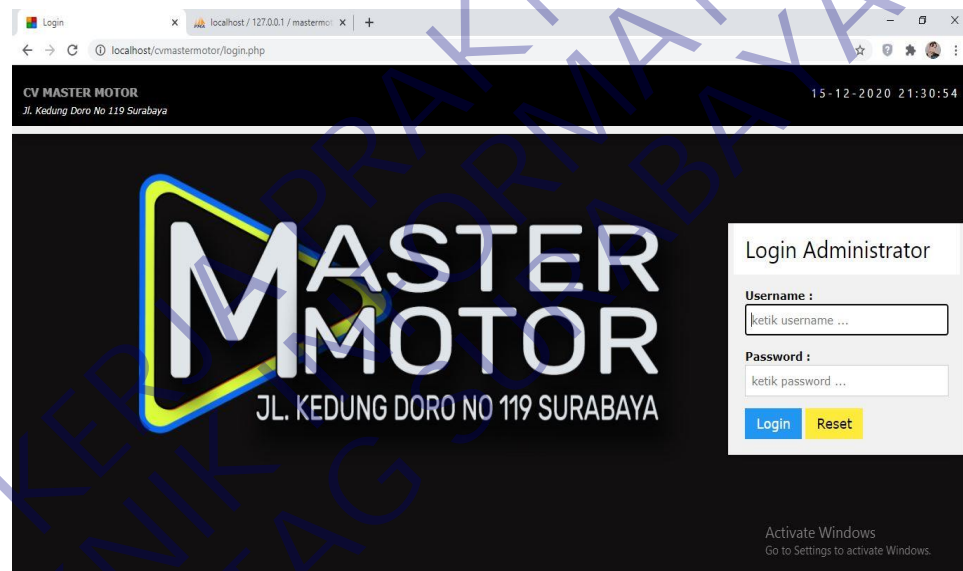 Login
localhost / 127.0.0.1 / mastermot
localhost/cvmastermotor/login.php
CV MASTER MOTOR
Jl. Kedung Doro No 119 Surabaya
15-12-2020 21:30:54
MASTER
MOTOR
JL. KEDUNG DORO NO 119 SURABAYA
Login Administrator
Username :
ketik username ...
Password :
ketik password ...
Login Reset
Activate Windows
Go to Settings to activate Windows.